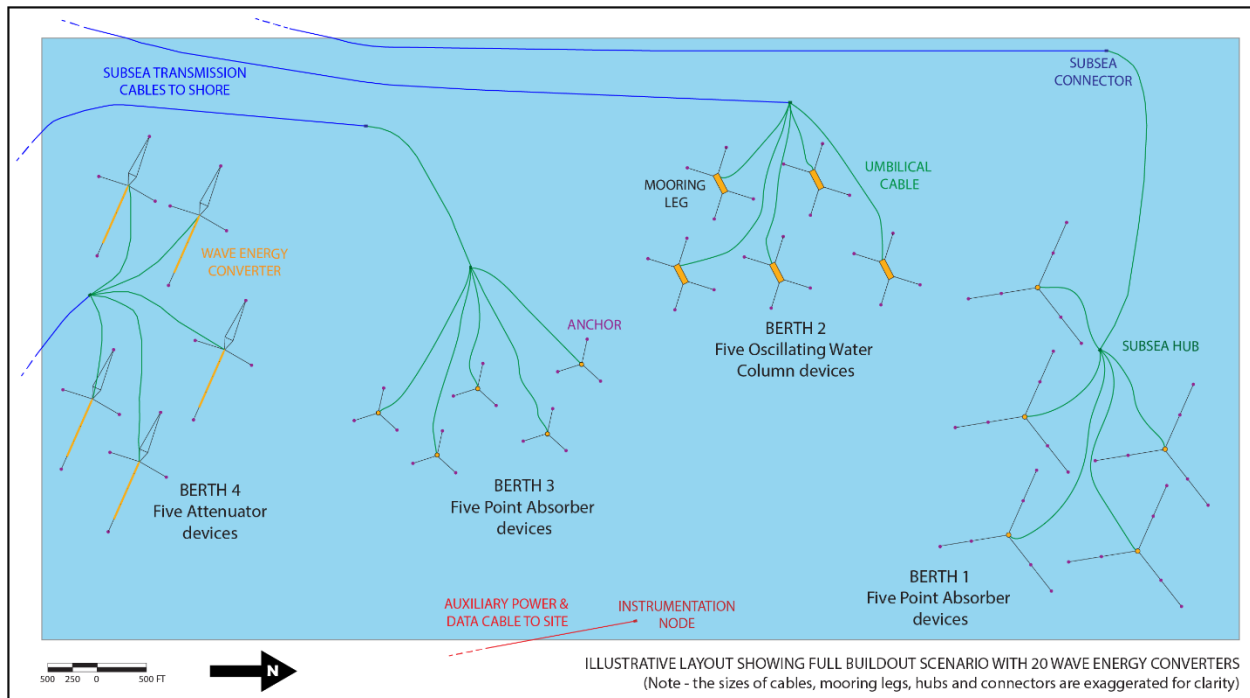 SUBSEA TRANSMISSION
CABLES TO SHORE
SUBSEA
CONNECTOR
MOORING
LEG
UMBILICAL
CABLE
WAVE ENERGY
CONVERTER
ANCHOR
BERTH 2
Five Oscillating Water
Column devices
SUBSEA HUB
BERTH 4
Five Attenuator
devices
BERTH 3
Five Point Absorber
devices
BERTH 1
Five Point Absorber
devices
AUXILIARY POWER &
DATA CABLE TO SITE
INSTRUMENTATION
NODE
500 250 0 500 FT
N
ILLUSTRATIVE LAYOUT SHOWING FULL BUILDOUT SCENARIO WITH 20 WAVE ENERGY CONVERTERS
(Note - the sizes of cables, mooring legs, hubs and connectors are exaggerated for clarity)